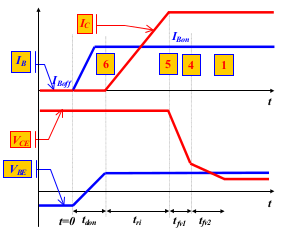 I_C
I_B
I_Bon
I_Boff
6 5 4 1
t
V_CE
V_BE
t
t=0 t_don t_ri t_fv1 t_fv2